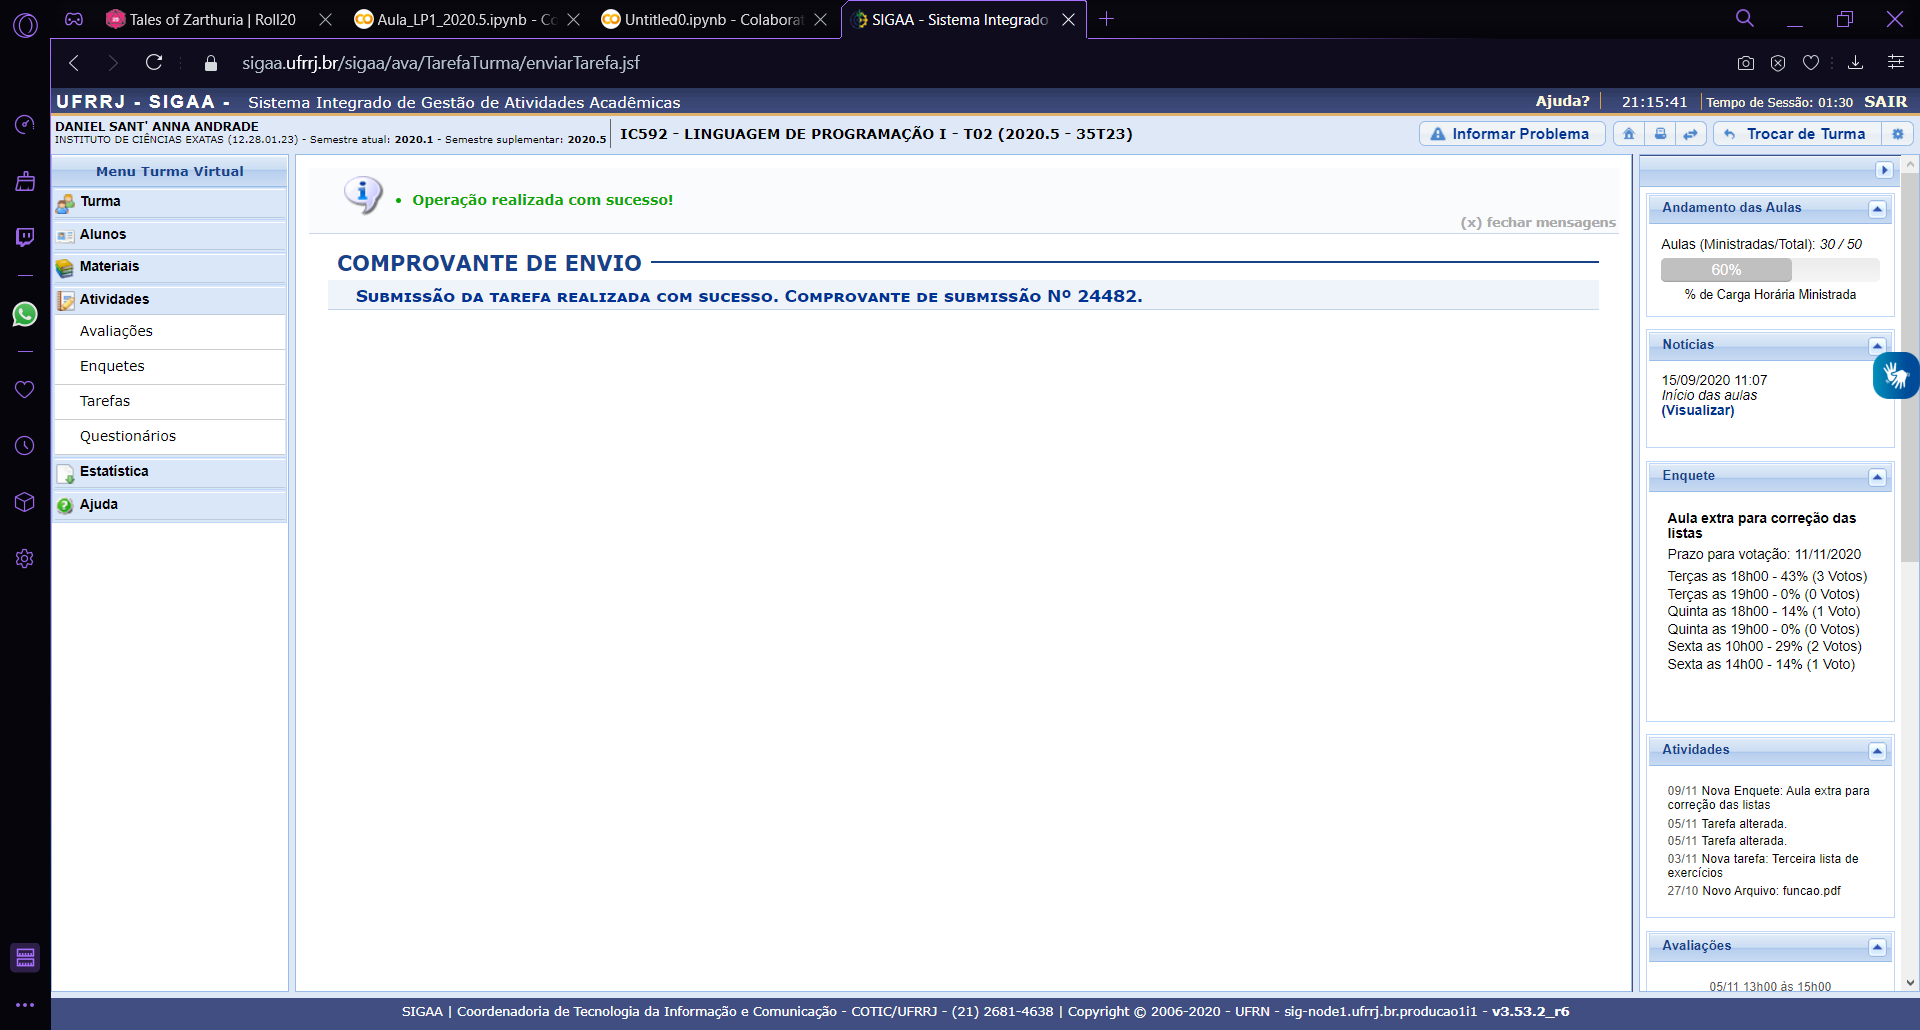 Tales of Zarthuria | Roll20
Aula_LP1_2020.5.ipynb - Co
Untitled0.ipynb - Colaborat
SIGAA - Sistema Integrado
sigaa.ufrrj.br/sigaa/ava/TarefaTurma/enviarTarefa.jsf
UFRRJ - SIGAA - Sistema Integrado de Gestão de Atividades Acadêmicas
Ajuda? 21:15:41 Tempo de Sessão: 01:30 SAIR
DANIEL SANT' ANNA ANDRADE
INSTITUTO DE CIÊNCIAS EXATAS (12.28.01.23) - Semestre atual: 2020.1 - Semestre suplementar: 2020.5
IC592 - LINGUAGEM DE PROGRAMAÇÃO I - T02 (2020.5 - 35T23)
Informar Problema
Trocar de Turma
Menu Turma Virtual
Turma
Alunos
Materiais
Atividades
Avaliações
Enquetes
Tarefas
Questionários
Estatística
Ajuda
• Operação realizada com sucesso!
(x) fechar mensagens
COMPROVANTE DE ENVIO
Submissão da tarefa realizada com sucesso. Comprovante de submissão Nº 24482.
Andamento das Aulas
Aulas (Ministradas/Total): 30 / 50
60%
% de Carga Horária Ministrada
Notícias
15/09/2020 11:07
Início das aulas
(Visualizar)
Enquete
Aula extra para correção das
listas
Prazo para votação: 11/11/2020
Terças as 18h00 - 43% (3 Votos)
Terças as 19h00 - 0% (0 Votos)
Quinta as 18h00 - 14% (1 Voto)
Quinta as 19h00 - 0% (0 Votos)
Sexta as 10h00 - 29% (2 Votos)
Sexta as 14h00 - 14% (1 Voto)
Atividades
09/11 Nova Enquete: Aula extra para
correção das listas
05/11 Tarefa alterada.
05/11 Tarefa alterada.
03/11 Nova tarefa: Terceira lista de
exercícios
27/10 Novo Arquivo: funcao.pdf
Avaliações
05/11 13h00 às 15h00
SIGAA | Coordenadoria de Tecnologia da Informação e Comunicação - COTIC/UFRRJ - (21) 2681-4638 | Copyright © 2006-2020 - UFRN - sig-node1.ufrrj.br.producao1i1 - v3.53.2_r6